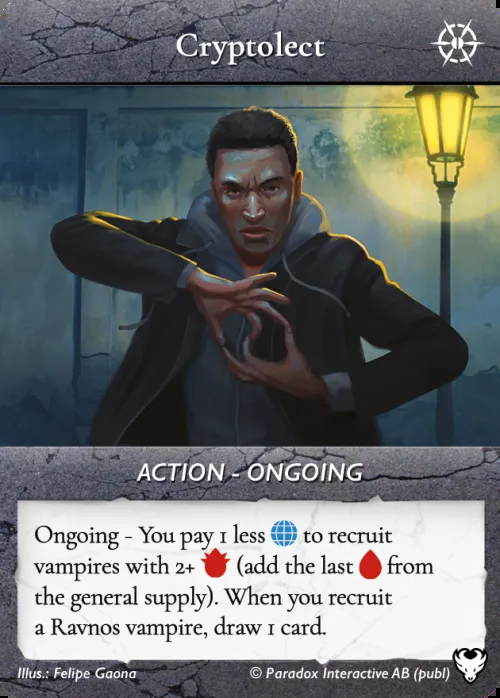 Cryptolect
ACTION - ONGOING
Ongoing - You pay 1 less to recruit
vampires with 2+ (add the last from
the general supply). When you recruit
a Ravnos vampire, draw 1 card.
Illus.: Felipe Gaona © Paradox Interactive AB (publ)